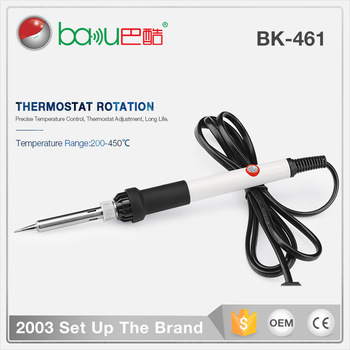 baku巴酷
BK-461
THERMOSTAT ROTATION
Precise Temperature Control, Thermostat Adjustment, Long Life.
Temperature Range:200-450℃
2003 Set Up The Brand
$
OEM
CE